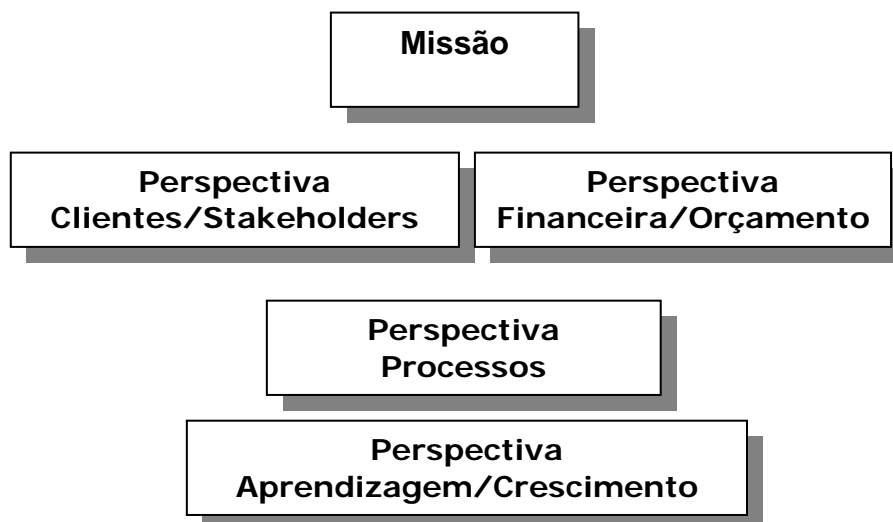 Missão
Perspectiva
Clientes/Stakeholders
Perspectiva
Financeira/Orçamento
Perspectiva
Processos
Perspectiva
Aprendizagem/Crescimento